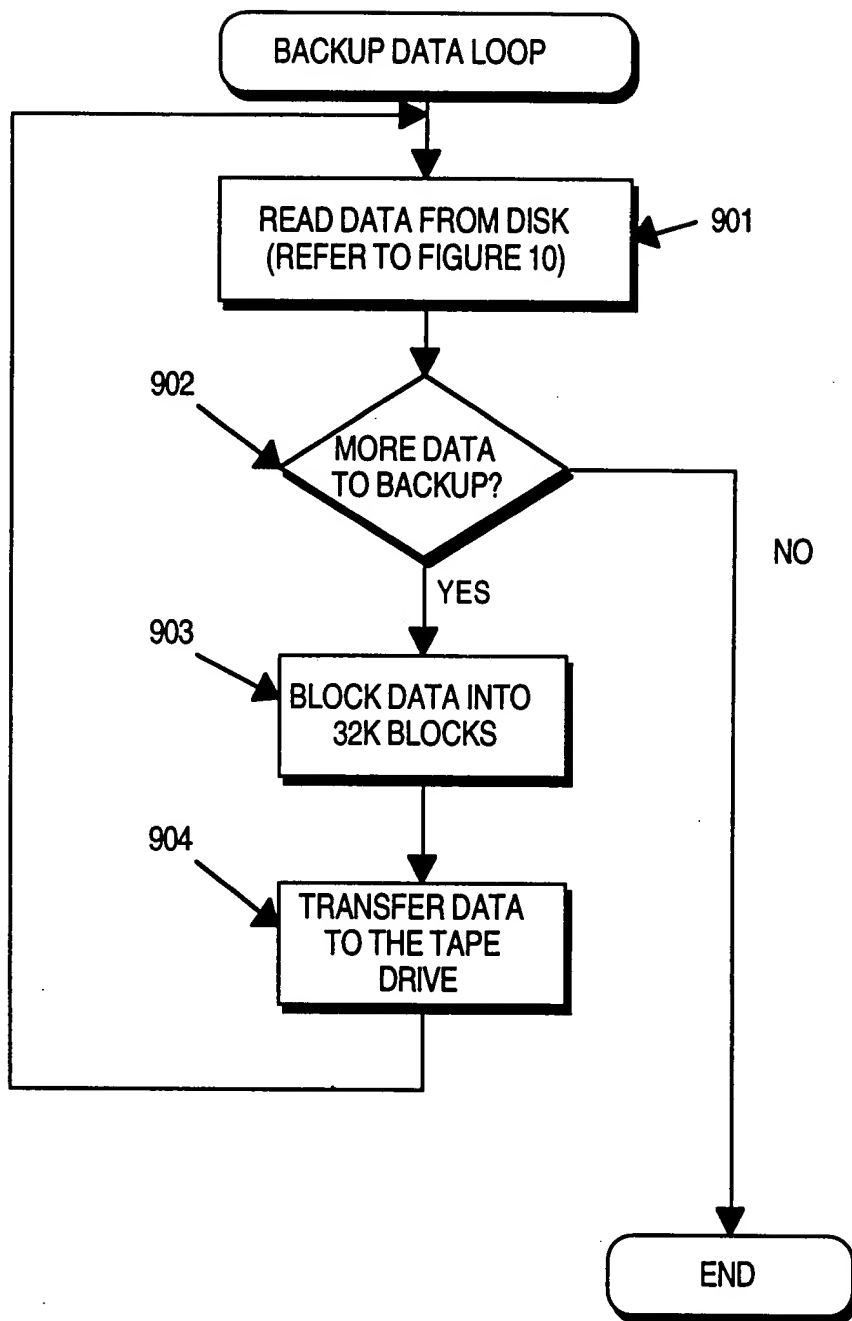 BACKUP DATA LOOP
READ DATA FROM DISK
(REFER TO FIGURE 10)
901
902
MORE DATA
TO BACKUP?
NO
YES
903
BLOCK DATA INTO
32K BLOCKS
904
TRANSFER DATA
TO THE TAPE
DRIVE
END